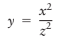 y = x²/z²